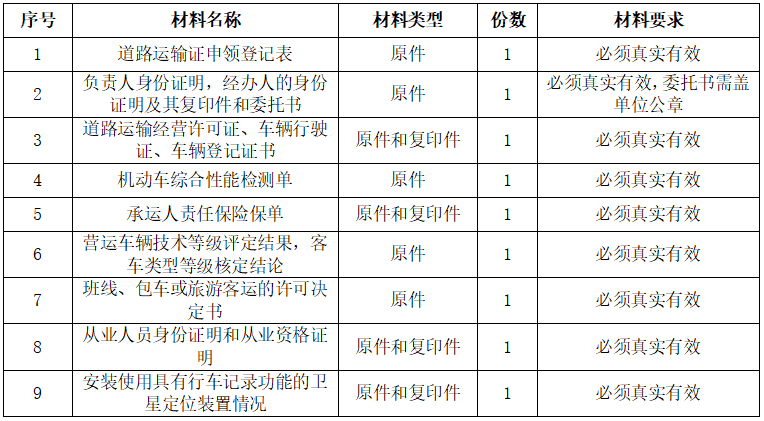 序号 材料名称 材料类型 份数 材料要求
1 道路运输证申领登记表 原件 1 必须真实有效
2 负责人身份证明，经办人的身份证明及其复印件和委托书 原件 1 必须真实有效，委托书需盖单位公章
3 道路运输经营许可证、车辆行驶证、车辆登记证书 原件和复印件 1 必须真实有效
4 机动车综合性能检测单 原件 1 必须真实有效
5 承运人责任保险保单 原件和复印件 1 必须真实有效
6 营运车辆技术等级评定结果，客车类型等级核定结论 原件 1 必须真实有效
7 班线、包车或旅游客运的许可决定书 原件 1 必须真实有效
8 从业人员身份证明和从业资格证明 原件和复印件 1 必须真实有效
9 安装使用具有行车记录功能的卫星定位装置情况 原件和复印件 1 必须真实有效